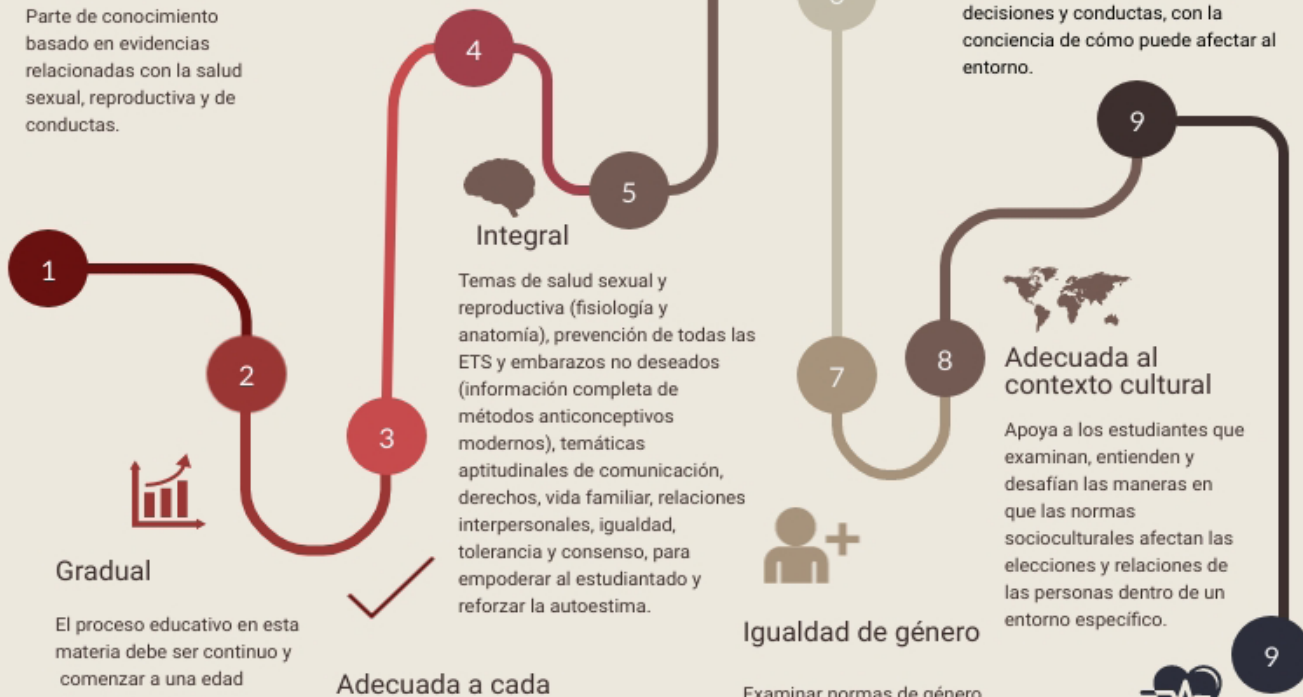 Parte de conocimiento
basado en evidencias
relacionadas con la salud
sexual, reproductiva y de
conductas.
1
2
Gradual
El proceso educativo en esta
materia debe ser continuo y
comenzar a una edad
3
Adecuada a cada
4
5
Integral
Temas de salud sexual y
reproductiva (fisiología y
anatomía), prevención de todas las
ETS y embarazos no deseados
(información completa de
métodos anticonceptivos
modernos), temáticas
aptitudinales de comunicación,
derechos, vida familiar, relaciones
interpersonales, igualdad,
tolerancia y consenso, para
empoderar al estudiantado y
reforzar la autoestima.
7
Igualdad de género
Examinar normas de género
8
Adecuada al
contexto cultural
Apoya a los estudiantes que
examinan, entienden y
desafían las maneras en
que las normas
socioculturales afectan las
elecciones y relaciones de
las personas dentro de un
entorno específico.
decisiones y conductas, con la
conciencia de cómo puede afectar al
entorno.
9
9